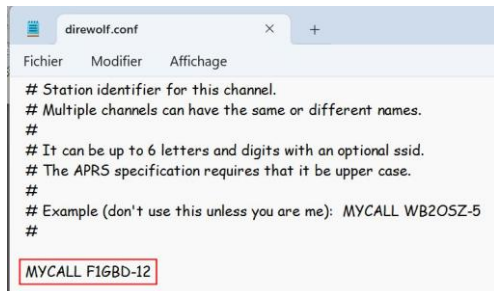 direwolf.conf
Fichier Modifier Affichage
# Station identifier for this channel.
# Multiple channels can have the same or different names.
#
# It can be up to 6 letters and digits with an optional ssid.
# The APRS specification requires that it be upper case.
#
# Example (don't use this unless you are me): MYCALL WB2OSZ-5
#
MYCALL F1GBD-12